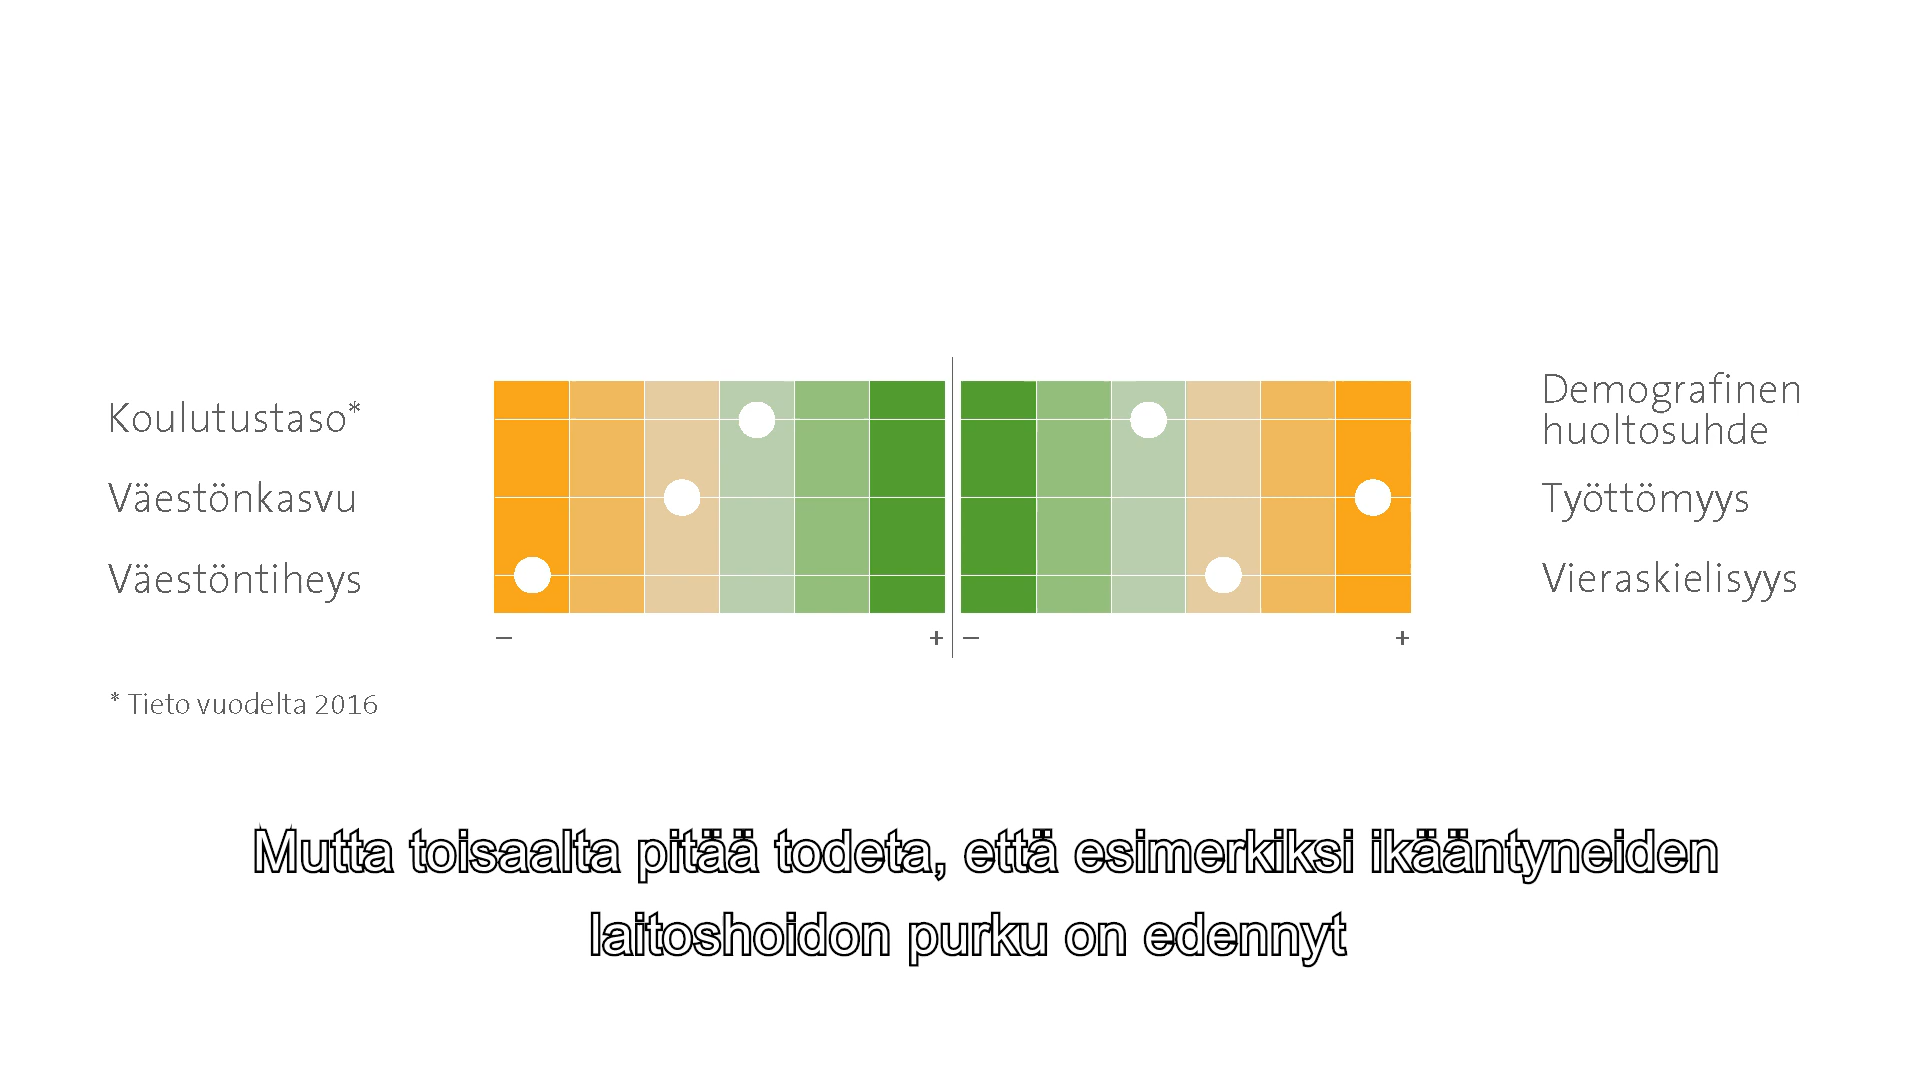 Koulutustaso*
Väestönkasvu
Väestöntiheys
Demografinen
huoltosuhde
Työttömyys
Vieraskielisyys
– + – +
* Tieto vuodelta 2016
Mutta toisaalta pitää todeta, että esimerkiksi ikääntyneiden
laitoshoidon purku on edennyt